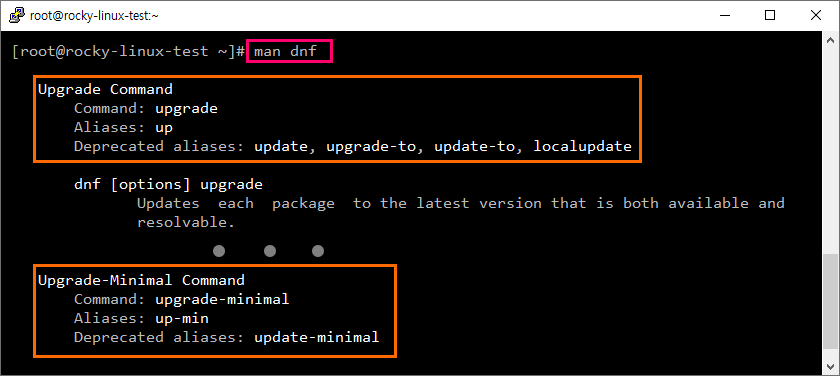 root@rocky-linux-test:~
[root@rocky-linux-test ~]# man dnf
Upgrade Command
Command: upgrade
Aliases: up
Deprecated aliases: update, upgrade-to, update-to, localupdate
dnf [options] upgrade
Updates  each  package  to the latest version that is both available and
resolvable.
Upgrade-Minimal Command
Command: upgrade-minimal
Aliases: up-min
Deprecated aliases: update-minimal